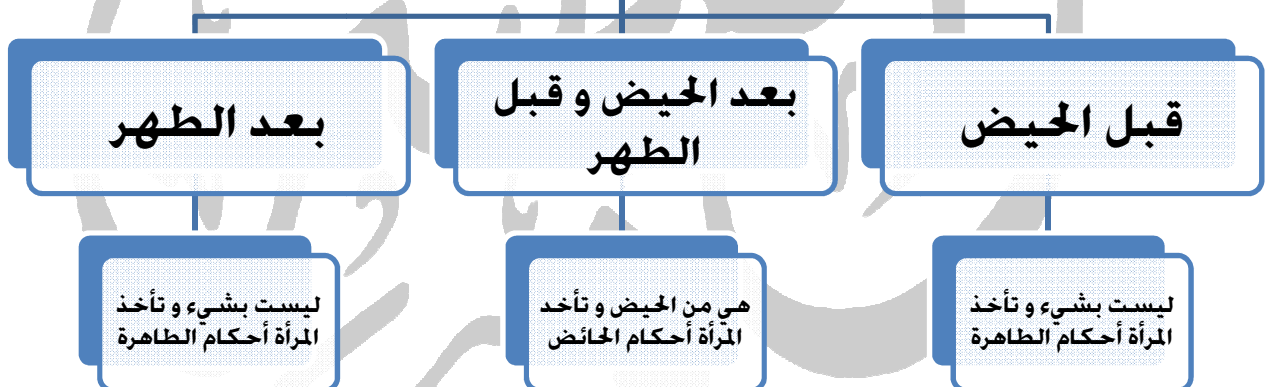 قبل الحيض
بعد الحيض و قبل
الطهر
بعد الطهر
ليست بشيء و تأخذ
المرأة أحكام الطاهرة
هي من الحيض و تأخد
المرأة أحكام الحائض
ليست بشيء و تأخذ
المرأة أحكام الطاهرة